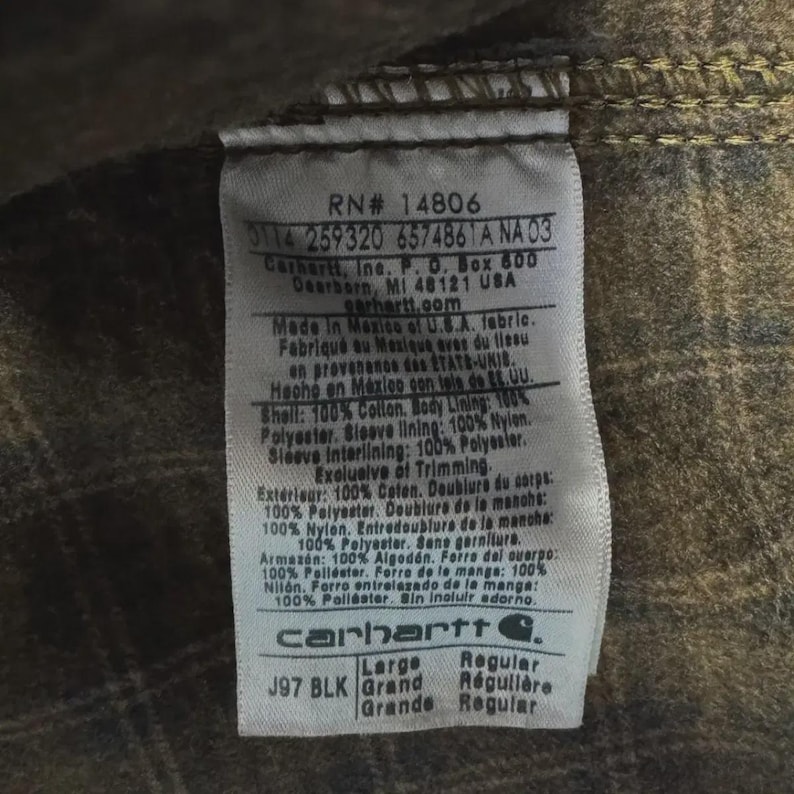 RN# 14806
0114 259320 6574861A NA 03
Carhartt, Inc. P. O. Box 600
Dearborn, MI 48121 USA
carhartt.com
Made in Mexico of U.S.A. fabric.
Fabriqué au Mexique avec du tissu
en provenance des ÉTATS-UNIS.
Hecho en México con tela de EE.UU.
Shell: 100% Cotton. Body Lining: 100%
Polyester. Sleeve lining: 100% Nylon.
Sleeve Interlining: 100% Polyester.
Exclusive of Trimming.
Extérieur: 100% Coton. Doublure du corps:
100% Polyester. Doublure de la manche:
100% Nylon. Entredoublure de la manche:
100% Polyester. Sans garniture.
Armazón: 100% Algodón. Forro del cuerpo:
100% Poliéster. Forro de la manga: 100%
Nilón. Forro entrelazado de la manga:
100% Poliéster. Sin incluir adorno.
carhartt
J97 BLK
Large Regular
Grand Régulière
Grande Regular